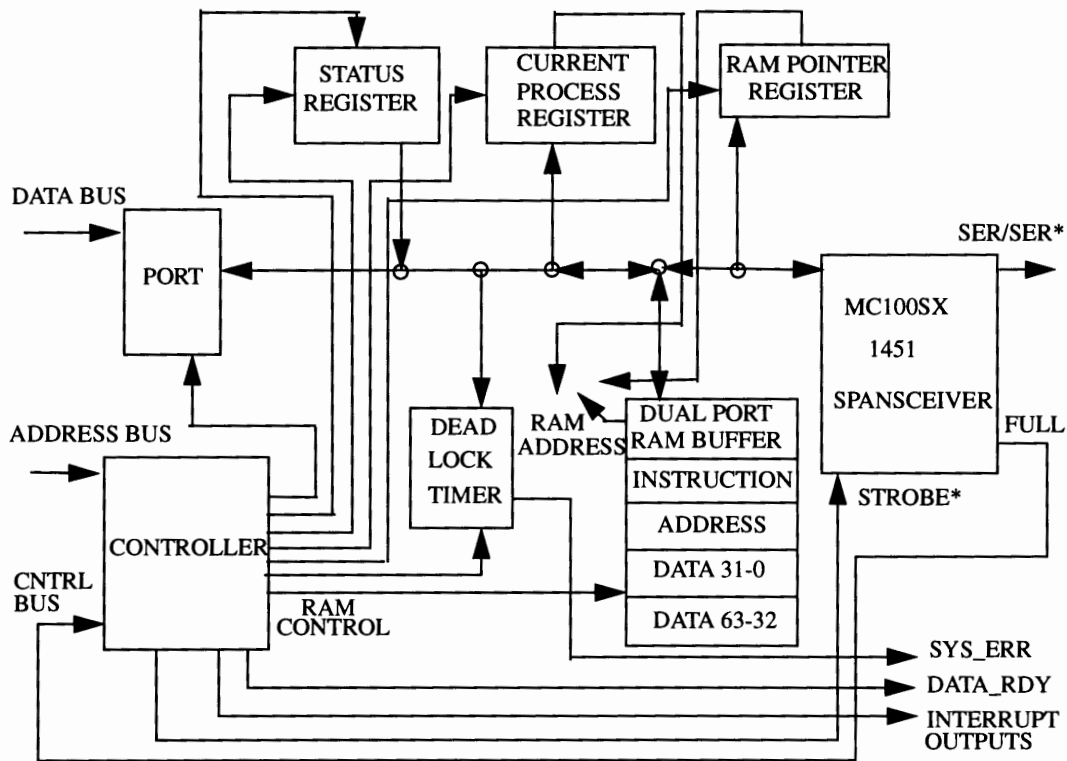 STATUS
REGISTER
CURRENT
PROCESS
REGISTER
RAM POINTER
REGISTER
DATA BUS
PORT
SER/SER*
MC100SX
1451
SPANSCEIVER
FULL
STROBE*
ADDRESS BUS
CONTROLLER
CNTRL
BUS
DEAD
LOCK
TIMER
RAM
ADDRESS
DUAL PORT
RAM BUFFER
INSTRUCTION
ADDRESS
DATA 31-0
DATA 63-32
RAM
CONTROL
SYS_ERR
DATA_RDY
INTERRUPT
OUTPUTS